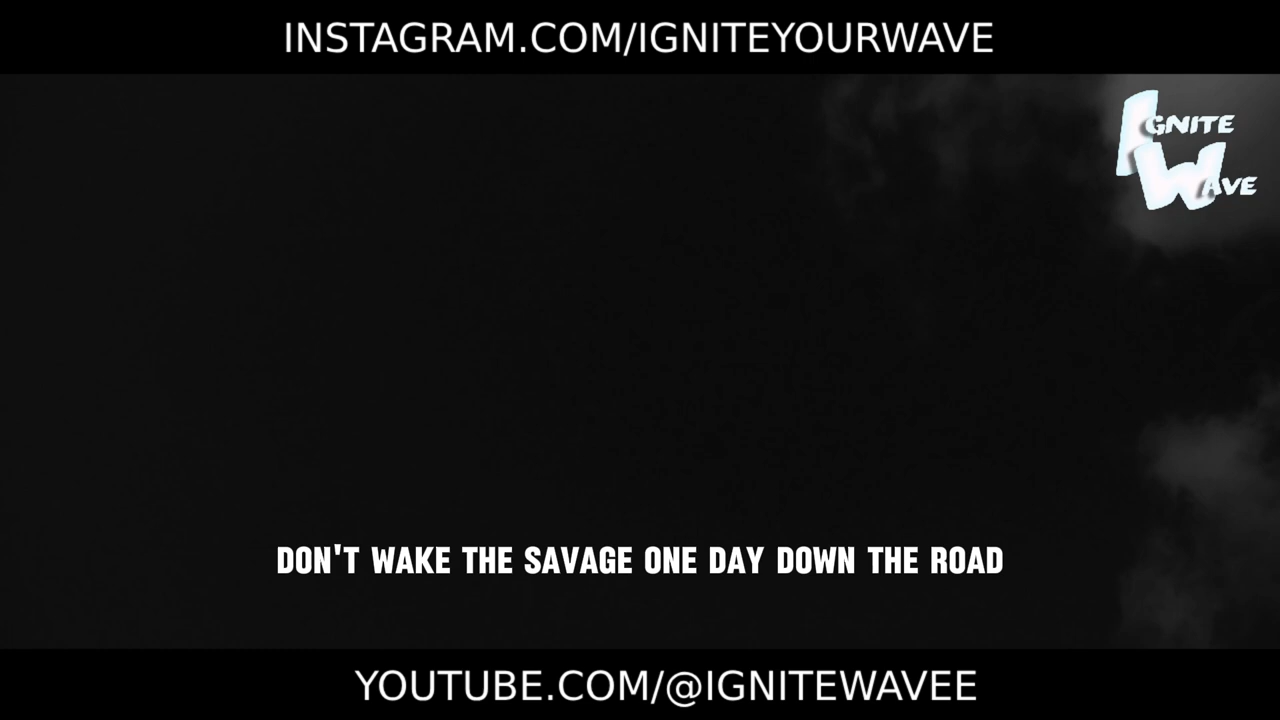 INSTAGRAM.COM/IGNITEYOURWAVE
IGNITE
WAVE
DON'T WAKE THE SAVAGE ONE DAY DOWN THE ROAD
YOUTUBE.COM/@IGNITEWAVEE